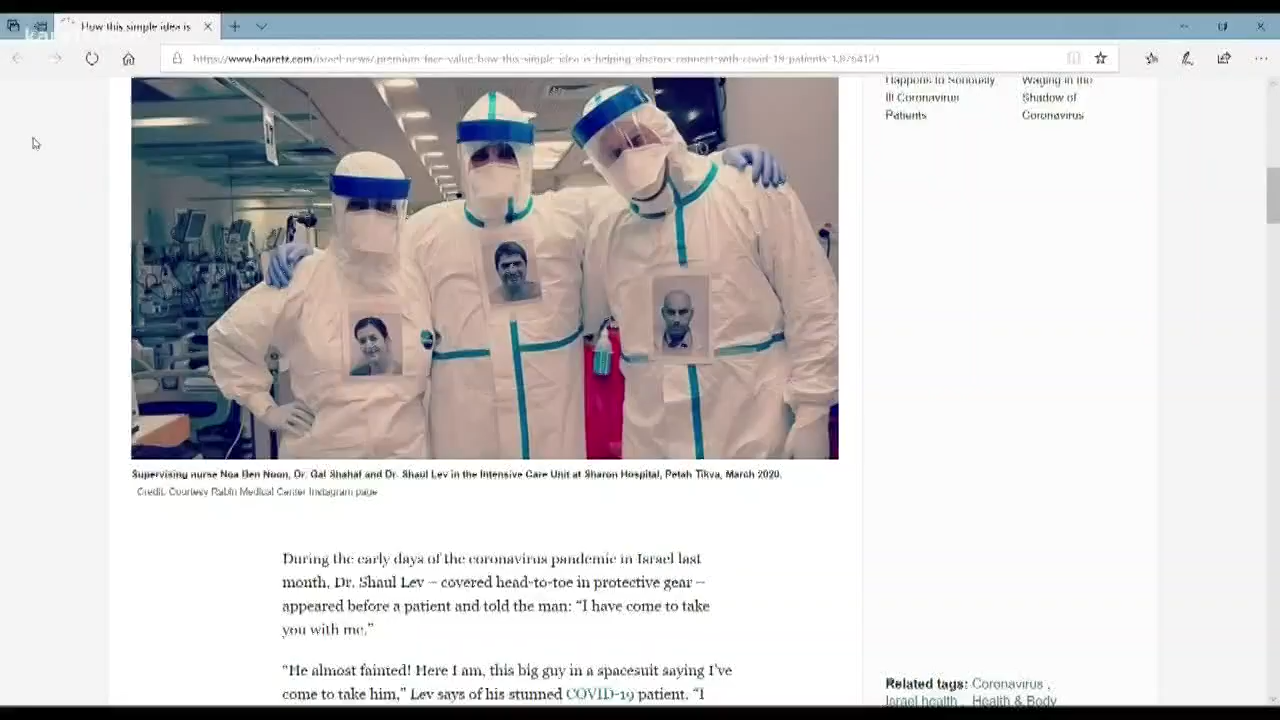 How this simple idea is
https://www.haaretz.com/israel-news/.premium-face-value-how-this-simple-idea-is-helping-doctors-connect-with-covid-19-patients-1.8764121
Happens to Seriously
Ill Coronavirus
Patients
Waging in the
Shadow of
Coronavirus
Supervising nurse Noa Ben Noon, Dr. Gal Shahaf and Dr. Shaul Lev in the Intensive Care Unit at Sharon Hospital, Petah Tikva, March 2020.
Credit: Courtesy Rabin Medical Center Instagram page
During the early days of the coronavirus pandemic in Israel last
month, Dr. Shaul Lev – covered head-to-toe in protective gear –
appeared before a patient and told the man: “I have come to take
you with me.”
“He almost fainted! Here I am, this big guy in a spacesuit saying I’ve
come to take him,” Lev says of his stunned COVID-19 patient. “I
Related tags: Coronavirus ,
Israel health , Health & Body